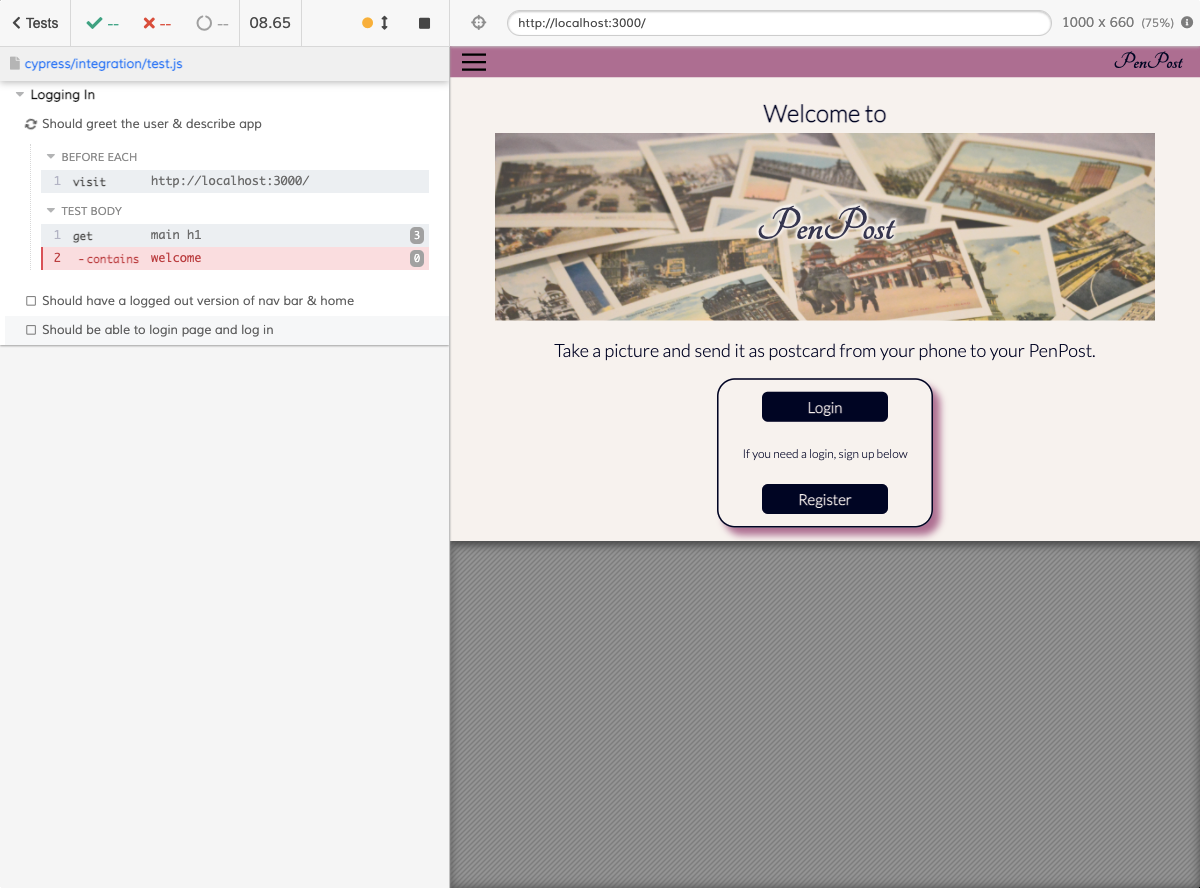 Tests -- -- -- 08.65
http://localhost:3000/ 1000 x 660 (75%)
cypress/integration/test.js
Logging In
Should greet the user & describe app
BEFORE EACH
1 visit http://localhost:3000/
TEST BODY
1 get main h1 3
2 -contains welcome 0
Should have a logged out version of nav bar & home
Should be able to login page and log in
PenPost
Welcome to
PenPost
Take a picture and send it as postcard from your phone to your PenPost.
Login
If you need a login, sign up below
Register